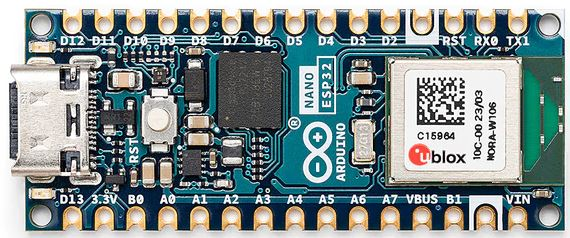 D12 D11 D10 D9 D8 D7 D6 D5 D4 D3 D2 RST RX0 TX1
NANO
ESP32
ARDUINO
®
RST
C15964
ublox
10C-00 23/03
NORA-W106
D13 3.3V B0 A0 A1 A2 A3 A4 A5 A6 A7 VBUS B1 VIN